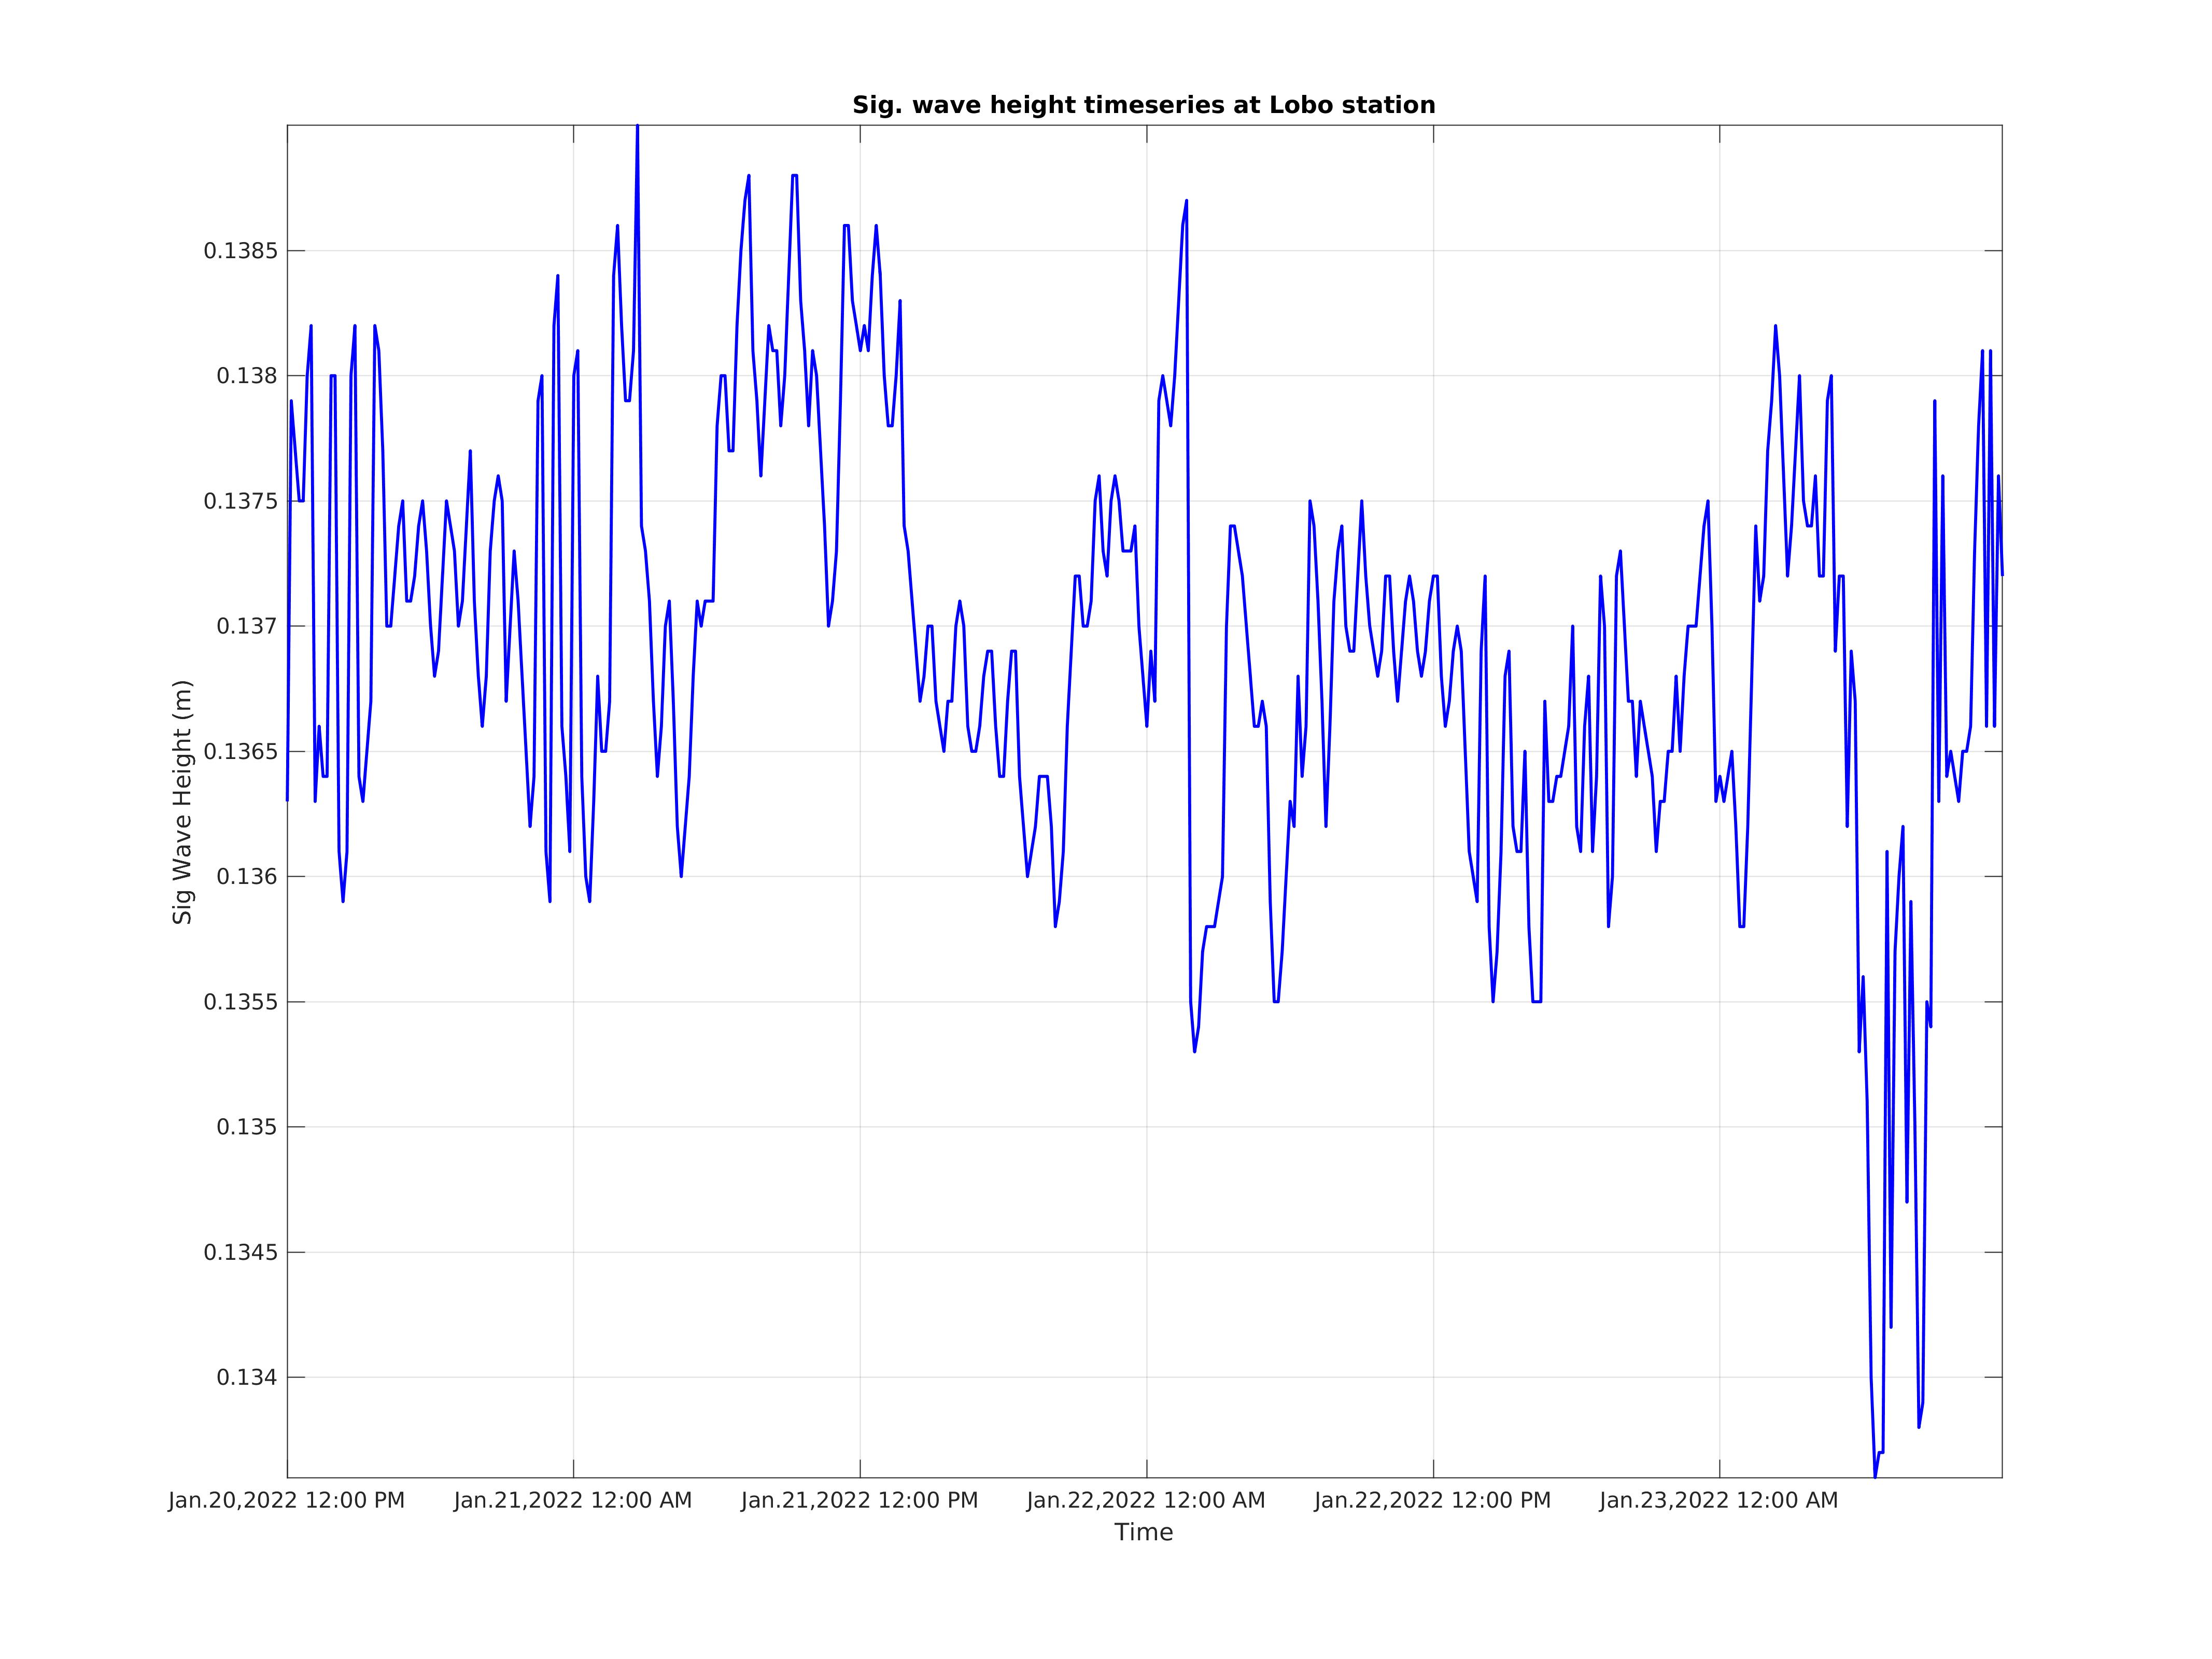 Sig. wave height timeseries at Lobo station
0.1385
0.138
0.1375
0.137
0.1365
0.136
0.1355
0.135
0.1345
0.134
Sig Wave Height (m)
Jan.20,2022 12:00 PM Jan.21,2022 12:00 AM Jan.21,2022 12:00 PM Jan.22,2022 12:00 AM Jan.22,2022 12:00 PM Jan.23,2022 12:00 AM
Time